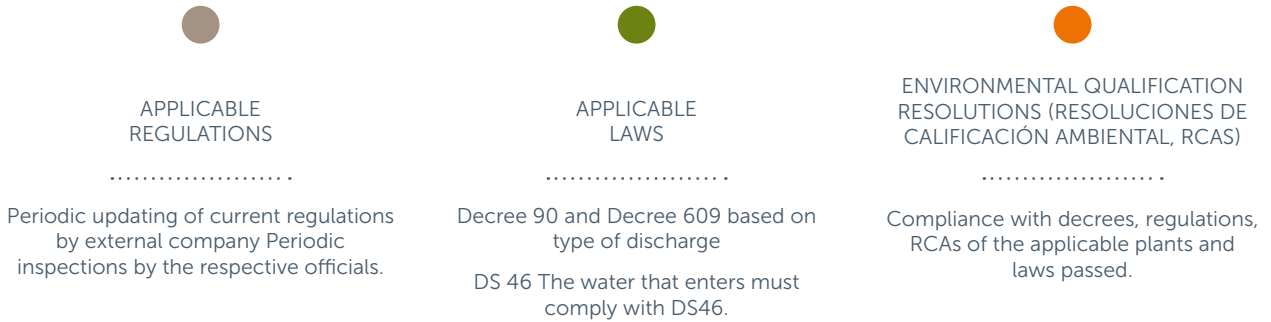 APPLICABLE
REGULATIONS
Periodic updating of current regulations
by external company Periodic
inspections by the respective officials.
APPLICABLE
LAWS
Decree 90 and Decree 609 based on
type of discharge
DS 46 The water that enters must
comply with DS46.
ENVIRONMENTAL QUALIFICATION
RESOLUTIONS (RESOLUCIONES DE
CALIFICACIÓN AMBIENTAL, RCAS)
Compliance with decrees, regulations,
RCAs of the applicable plants and
laws passed.